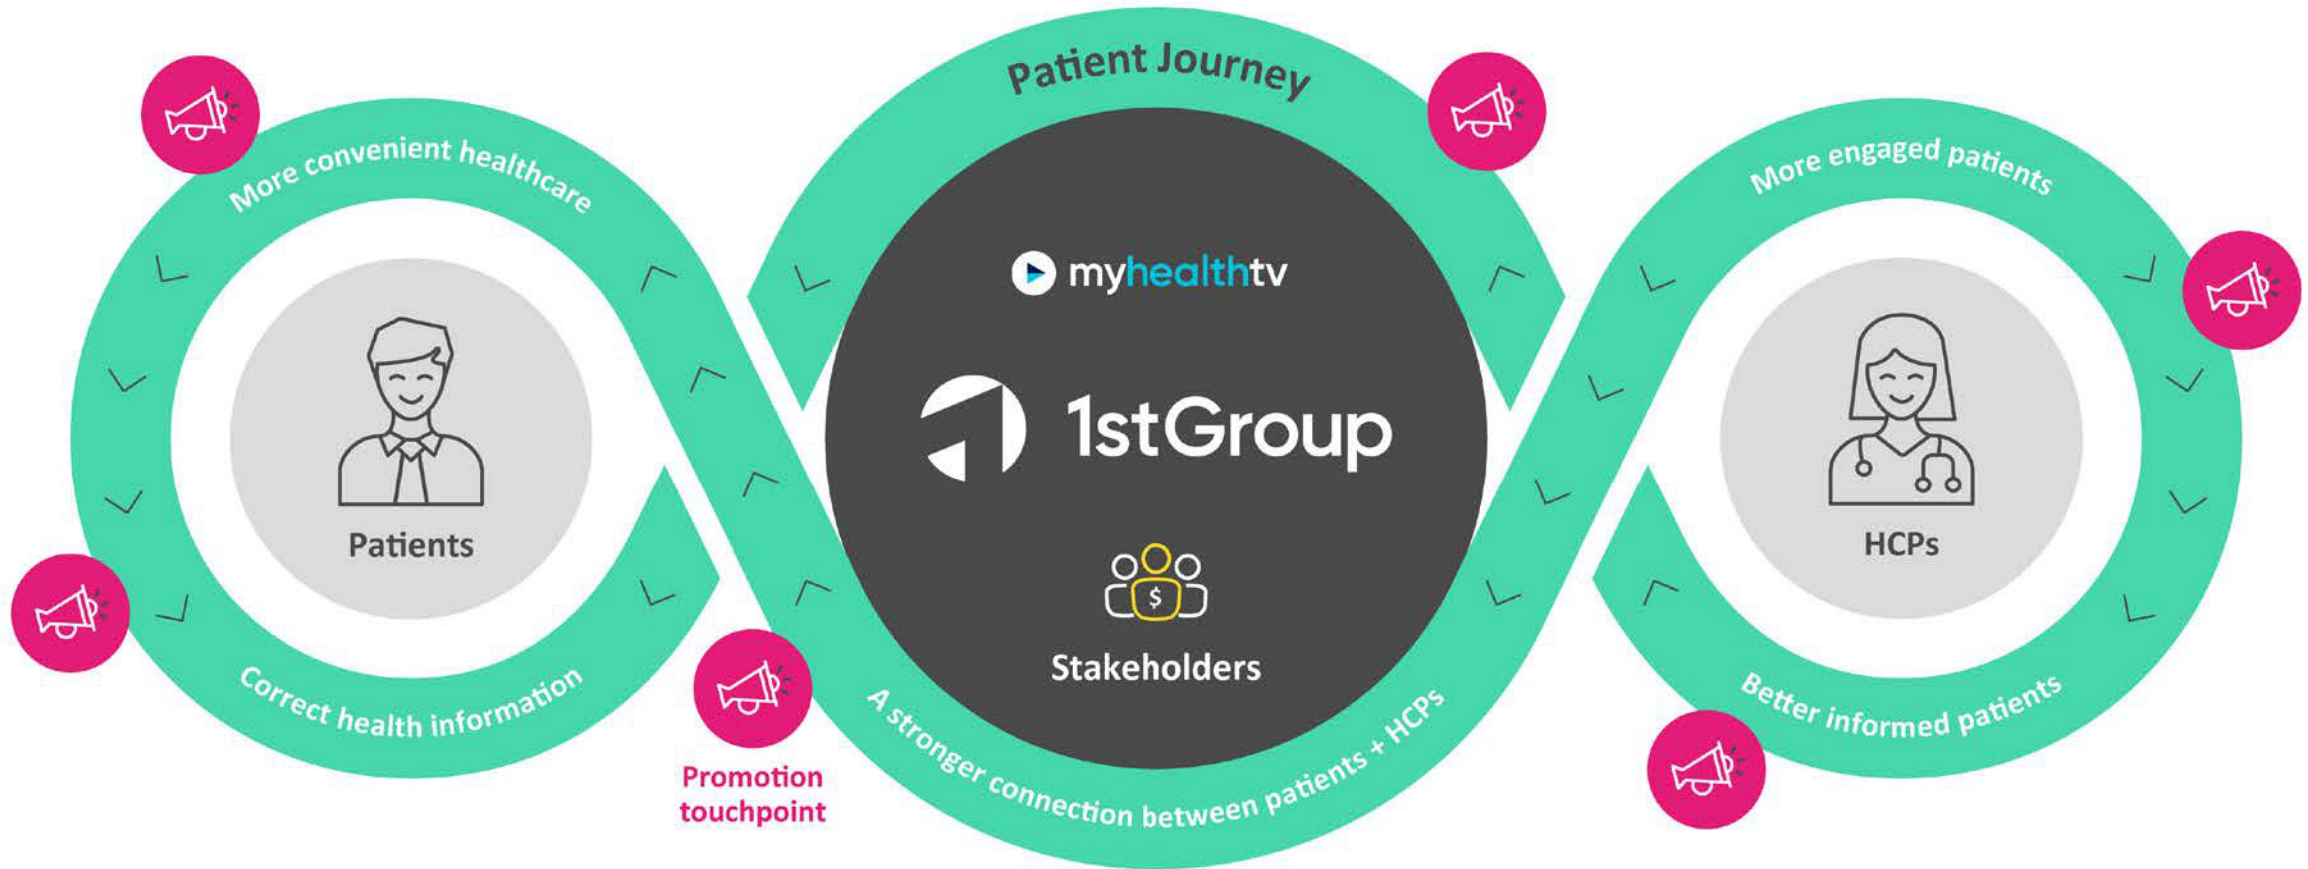 Patient Journey
More convenient healthcare
More engaged patients
myhealthtv
1stGroup
Patients
HCPs
$
Stakeholders
Correct health information
Better informed patients
A stronger connection between patients + HCPs
Promotion
touchpoint